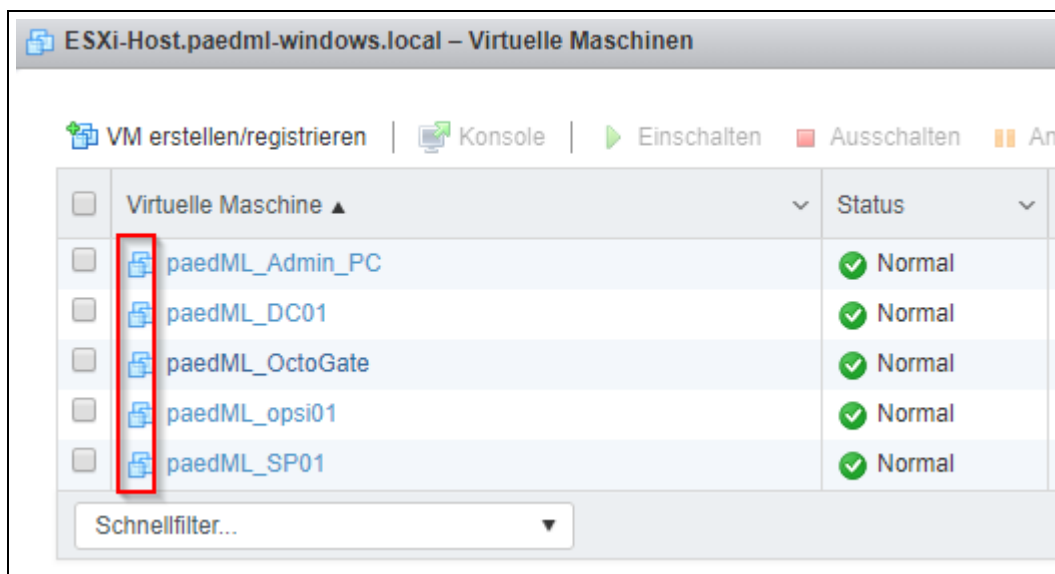 ESXi-Host.paedml-windows.local – Virtuelle Maschinen
VM erstellen/registrieren | Konsole | Einschalten Ausschalten An
Virtuelle Maschine ▲ Status
paedML_Admin_PC Normal
paedML_DC01 Normal
paedML_OctoGate Normal
paedML_opsi01 Normal
paedML_SP01 Normal
Schnellfilter...